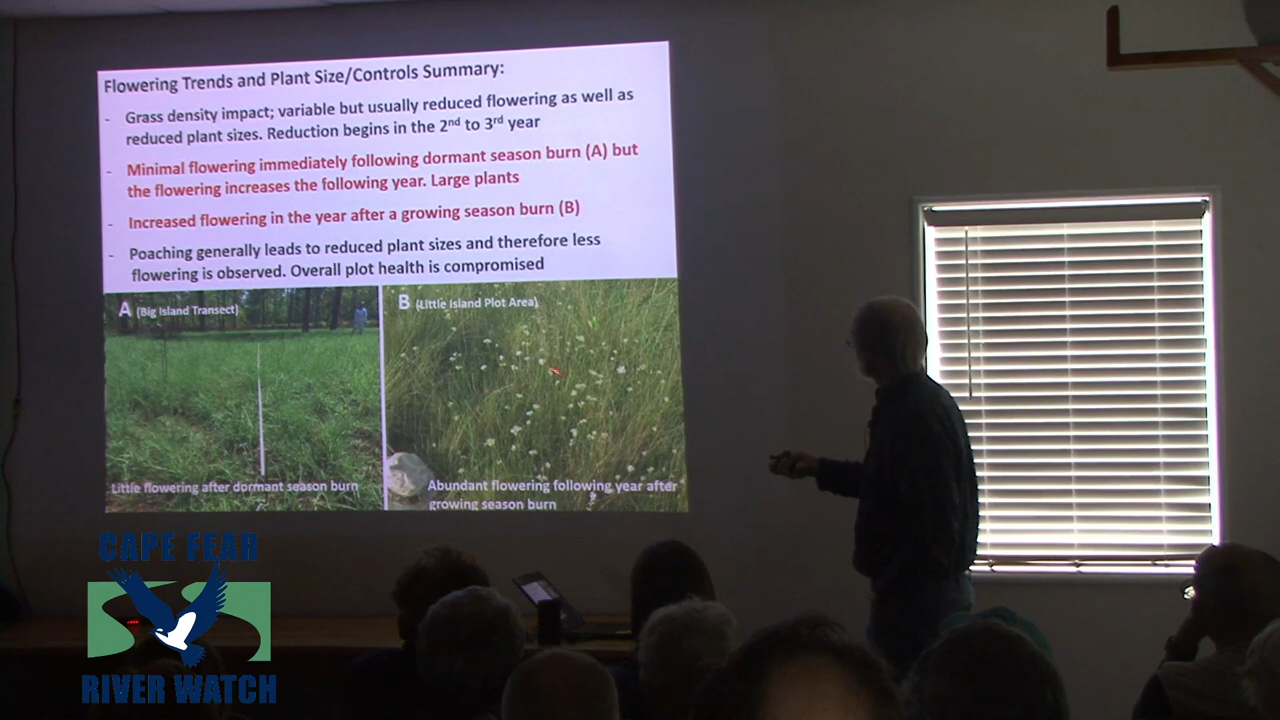 Flowering Trends and Plant Size/Controls Summary:
- Grass density impact; variable but usually reduced flowering as well as
reduced plant sizes. Reduction begins in the 2nd to 3rd year
- Minimal flowering immediately following dormant season burn (A) but
the flowering increases the following year. Large plants
- Increased flowering in the year after a growing season burn (B)
- Poaching generally leads to reduced plant sizes and therefore less
flowering is observed. Overall plot health is compromised
A (Big Island Transect)
B (Little Island Plot Area)
Little flowering after dormant season burn
Abundant flowering following year after
growing season burn
CAPE FEAR
RIVER WATCH